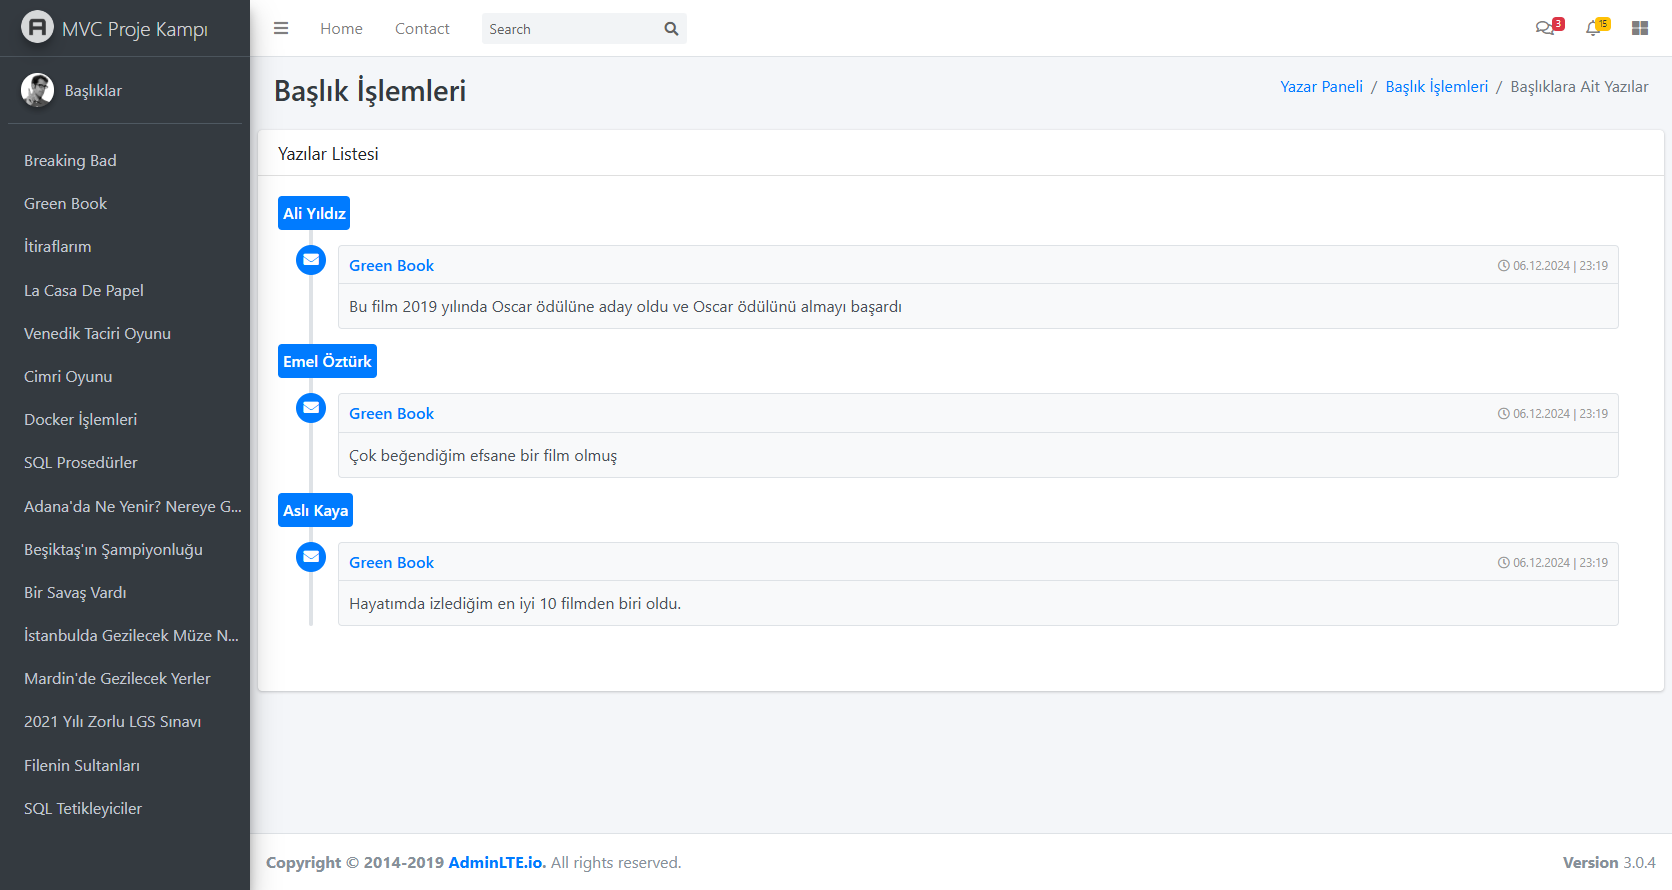 MVC Proje Kampı
Başlıklar
Breaking Bad
Green Book
İtiraflarım
La Casa De Papel
Venedik Taciri Oyunu
Cimri Oyunu
Docker İşlemleri
SQL Prosedürler
Adana'da Ne Yenir? Nereye G...
Beşiktaş'ın Şampiyonluğu
Bir Savaş Vardı
İstanbulda Gezilecek Müze N...
Mardin'de Gezilecek Yerler
2021 Yılı Zorlu LGS Sınavı
Filenin Sultanları
SQL Tetikleyiciler
Home Contact Search 3 15
Başlık İşlemleri
Yazar Paneli / Başlık İşlemleri / Başlıklara Ait Yazılar
Yazılar Listesi
Ali Yıldız
Green Book 06.12.2024 | 23:19
Bu film 2019 yılında Oscar ödülüne aday oldu ve Oscar ödülünü almayı başardı
Emel Öztürk
Green Book 06.12.2024 | 23:19
Çok beğendiğim efsane bir film olmuş
Aslı Kaya
Green Book 06.12.2024 | 23:19
Hayatımda izlediğim en iyi 10 filmden biri oldu.
Copyright © 2014-2019 AdminLTE.io. All rights reserved.
Version 3.0.4